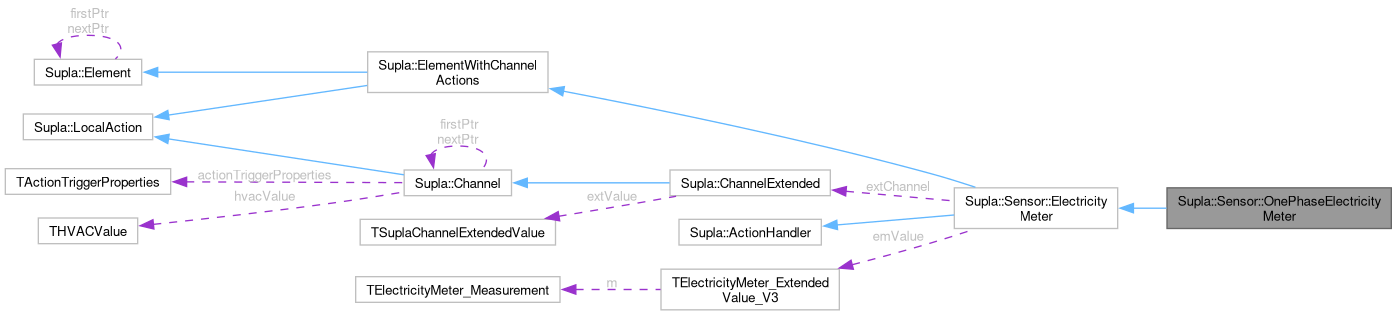 firstPtr
nextPtr
Supla::Element
Supla::ElementWithChannel
Actions
Supla::LocalAction
firstPtr
nextPtr
TActionTriggerProperties
actionTriggerProperties
hvacValue
Supla::Channel
THVACValue
Supla::ChannelExtended
extValue
TSuplaChannelExtendedValue
Supla::ActionHandler
extChannel
Supla::Sensor::Electricity
Meter
Supla::Sensor::OnePhaseElectricity
Meter
emValue
TElectricityMeter_Measurement
m
TElectricityMeter_Extended
Value_V3